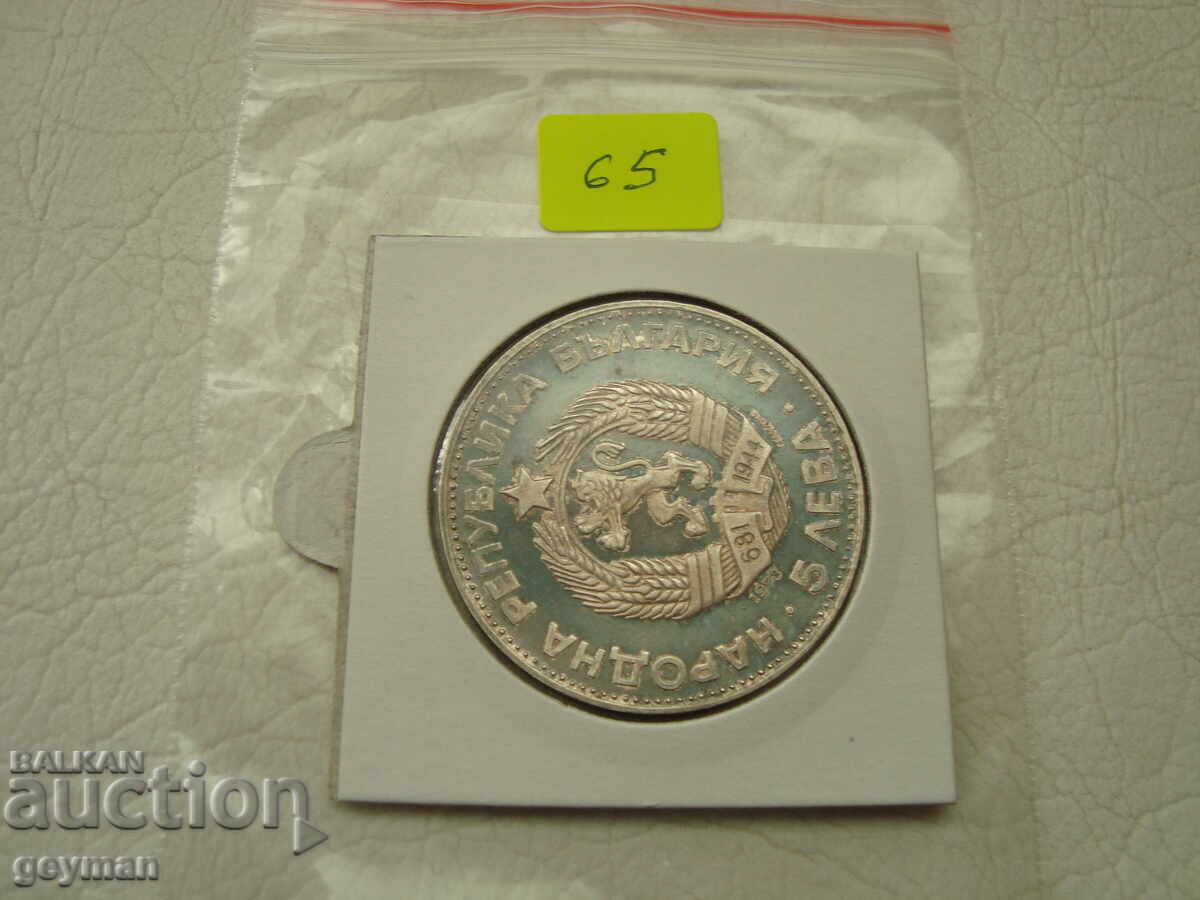 65
НАРОДНА РЕПУБЛИКА БЪЛГАРИЯ · 5 ЛЕВА ·
681 1944
BALKAN
auction
geyman